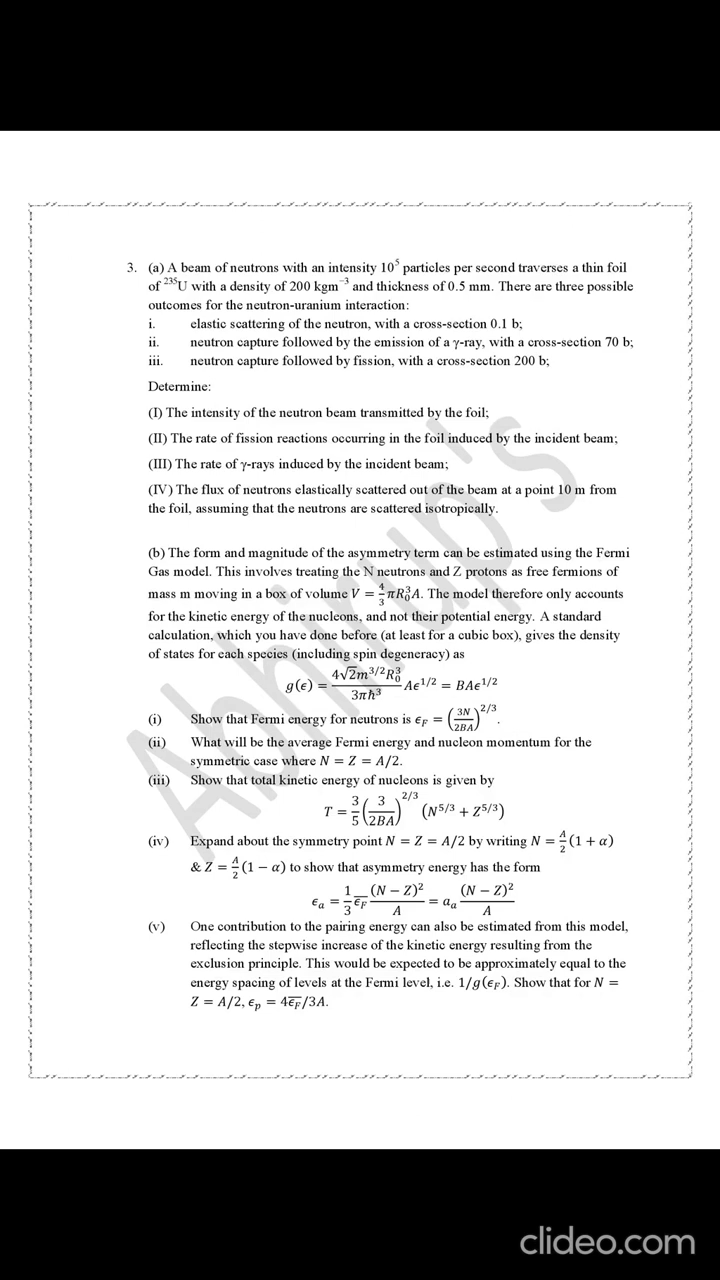 3. (a) A beam of neutrons with an intensity 10⁵ particles per second traverses a thin foil
of ²³⁵U with a density of 200 kgm⁻³ and thickness of 0.5 mm. There are three possible
outcomes for the neutron-uranium interaction:
i. elastic scattering of the neutron, with a cross-section 0.1 b;
ii. neutron capture followed by the emission of a γ-ray, with a cross-section 70 b;
iii. neutron capture followed by fission, with a cross-section 200 b;
Determine:
(I) The intensity of the neutron beam transmitted by the foil;
(II) The rate of fission reactions occurring in the foil induced by the incident beam;
(III) The rate of γ-rays induced by the incident beam;
(IV) The flux of neutrons elastically scattered out of the beam at a point 10 m from
the foil, assuming that the neutrons are scattered isotropically.
(b) The form and magnitude of the asymmetry term can be estimated using the Fermi
Gas model. This involves treating the N neutrons and Z protons as free fermions of
mass m moving in a box of volume V = 4/3 πR₀³A. The model therefore only accounts
for the kinetic energy of the nucleons, and not their potential energy. A standard
calculation, which you have done before (at least for a cubic box), gives the density
of states for each species (including spin degeneracy) as
g(ϵ) = 4√2m^{3/2}R₀³/3πℏ³ Aϵ^{1/2} = BAϵ^{1/2}
(i) Show that Fermi energy for neutrons is ϵ_F = (3N/2BA)^{2/3}.
(ii) What will be the average Fermi energy and nucleon momentum for the
symmetric case where N = Z = A/2.
(iii) Show that total kinetic energy of nucleons is given by
T = 3/5 (3/2BA)^{2/3} (N^{5/3} + Z^{5/3})
(iv) Expand about the symmetry point N = Z = A/2 by writing N = A/2 (1 + α)
& Z = A/2 (1 − α) to show that asymmetry energy has the form
ϵ_a = 1/3 ϵ̅_F (N − Z)²/A = a_a (N − Z)²/A
(v) One contribution to the pairing energy can also be estimated from this model,
reflecting the stepwise increase of the kinetic energy resulting from the
exclusion principle. This would be expected to be approximately equal to the
energy spacing of levels at the Fermi level, i.e. 1/g(ϵ_F). Show that for N =
Z = A/2, ϵ_p = 4ϵ̅_F/3A.
Abhirup's
clideo.com